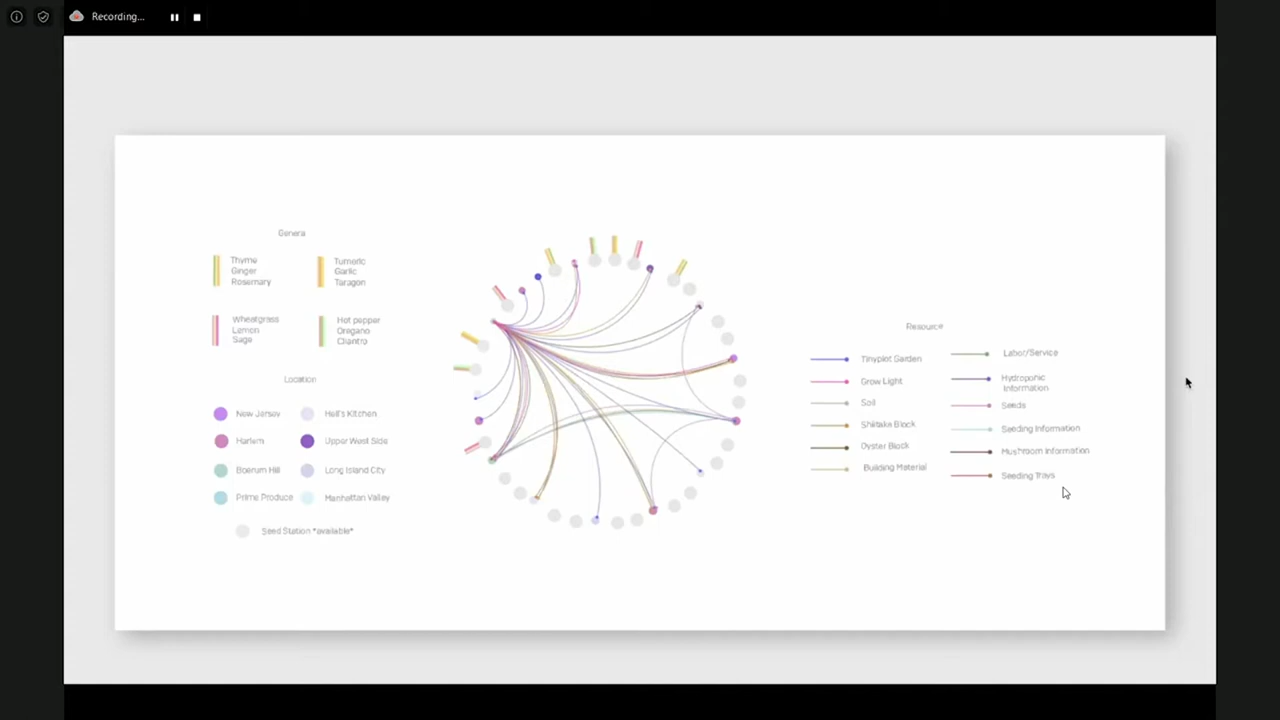 Recording...
Genera
Thyme
Ginger
Rosemary
Tumeric
Garlic
Taragon
Wheatgrass
Lemon
Sage
Hot pepper
Oregano
Cilantro
Location
New Jersey
Hell's Kitchen
Harlem
Upper West Side
Boerum Hill
Long Island City
Prime Produce
Manhattan Valley
Seed Station *available*
Resource
Tinyplot Garden
Grow Light
Soil
Shiitake Block
Oyster Block
Building Material
Labor/Service
Hydroponic
Information
Seeds
Seeding Information
Mushroom Information
Seeding Trays